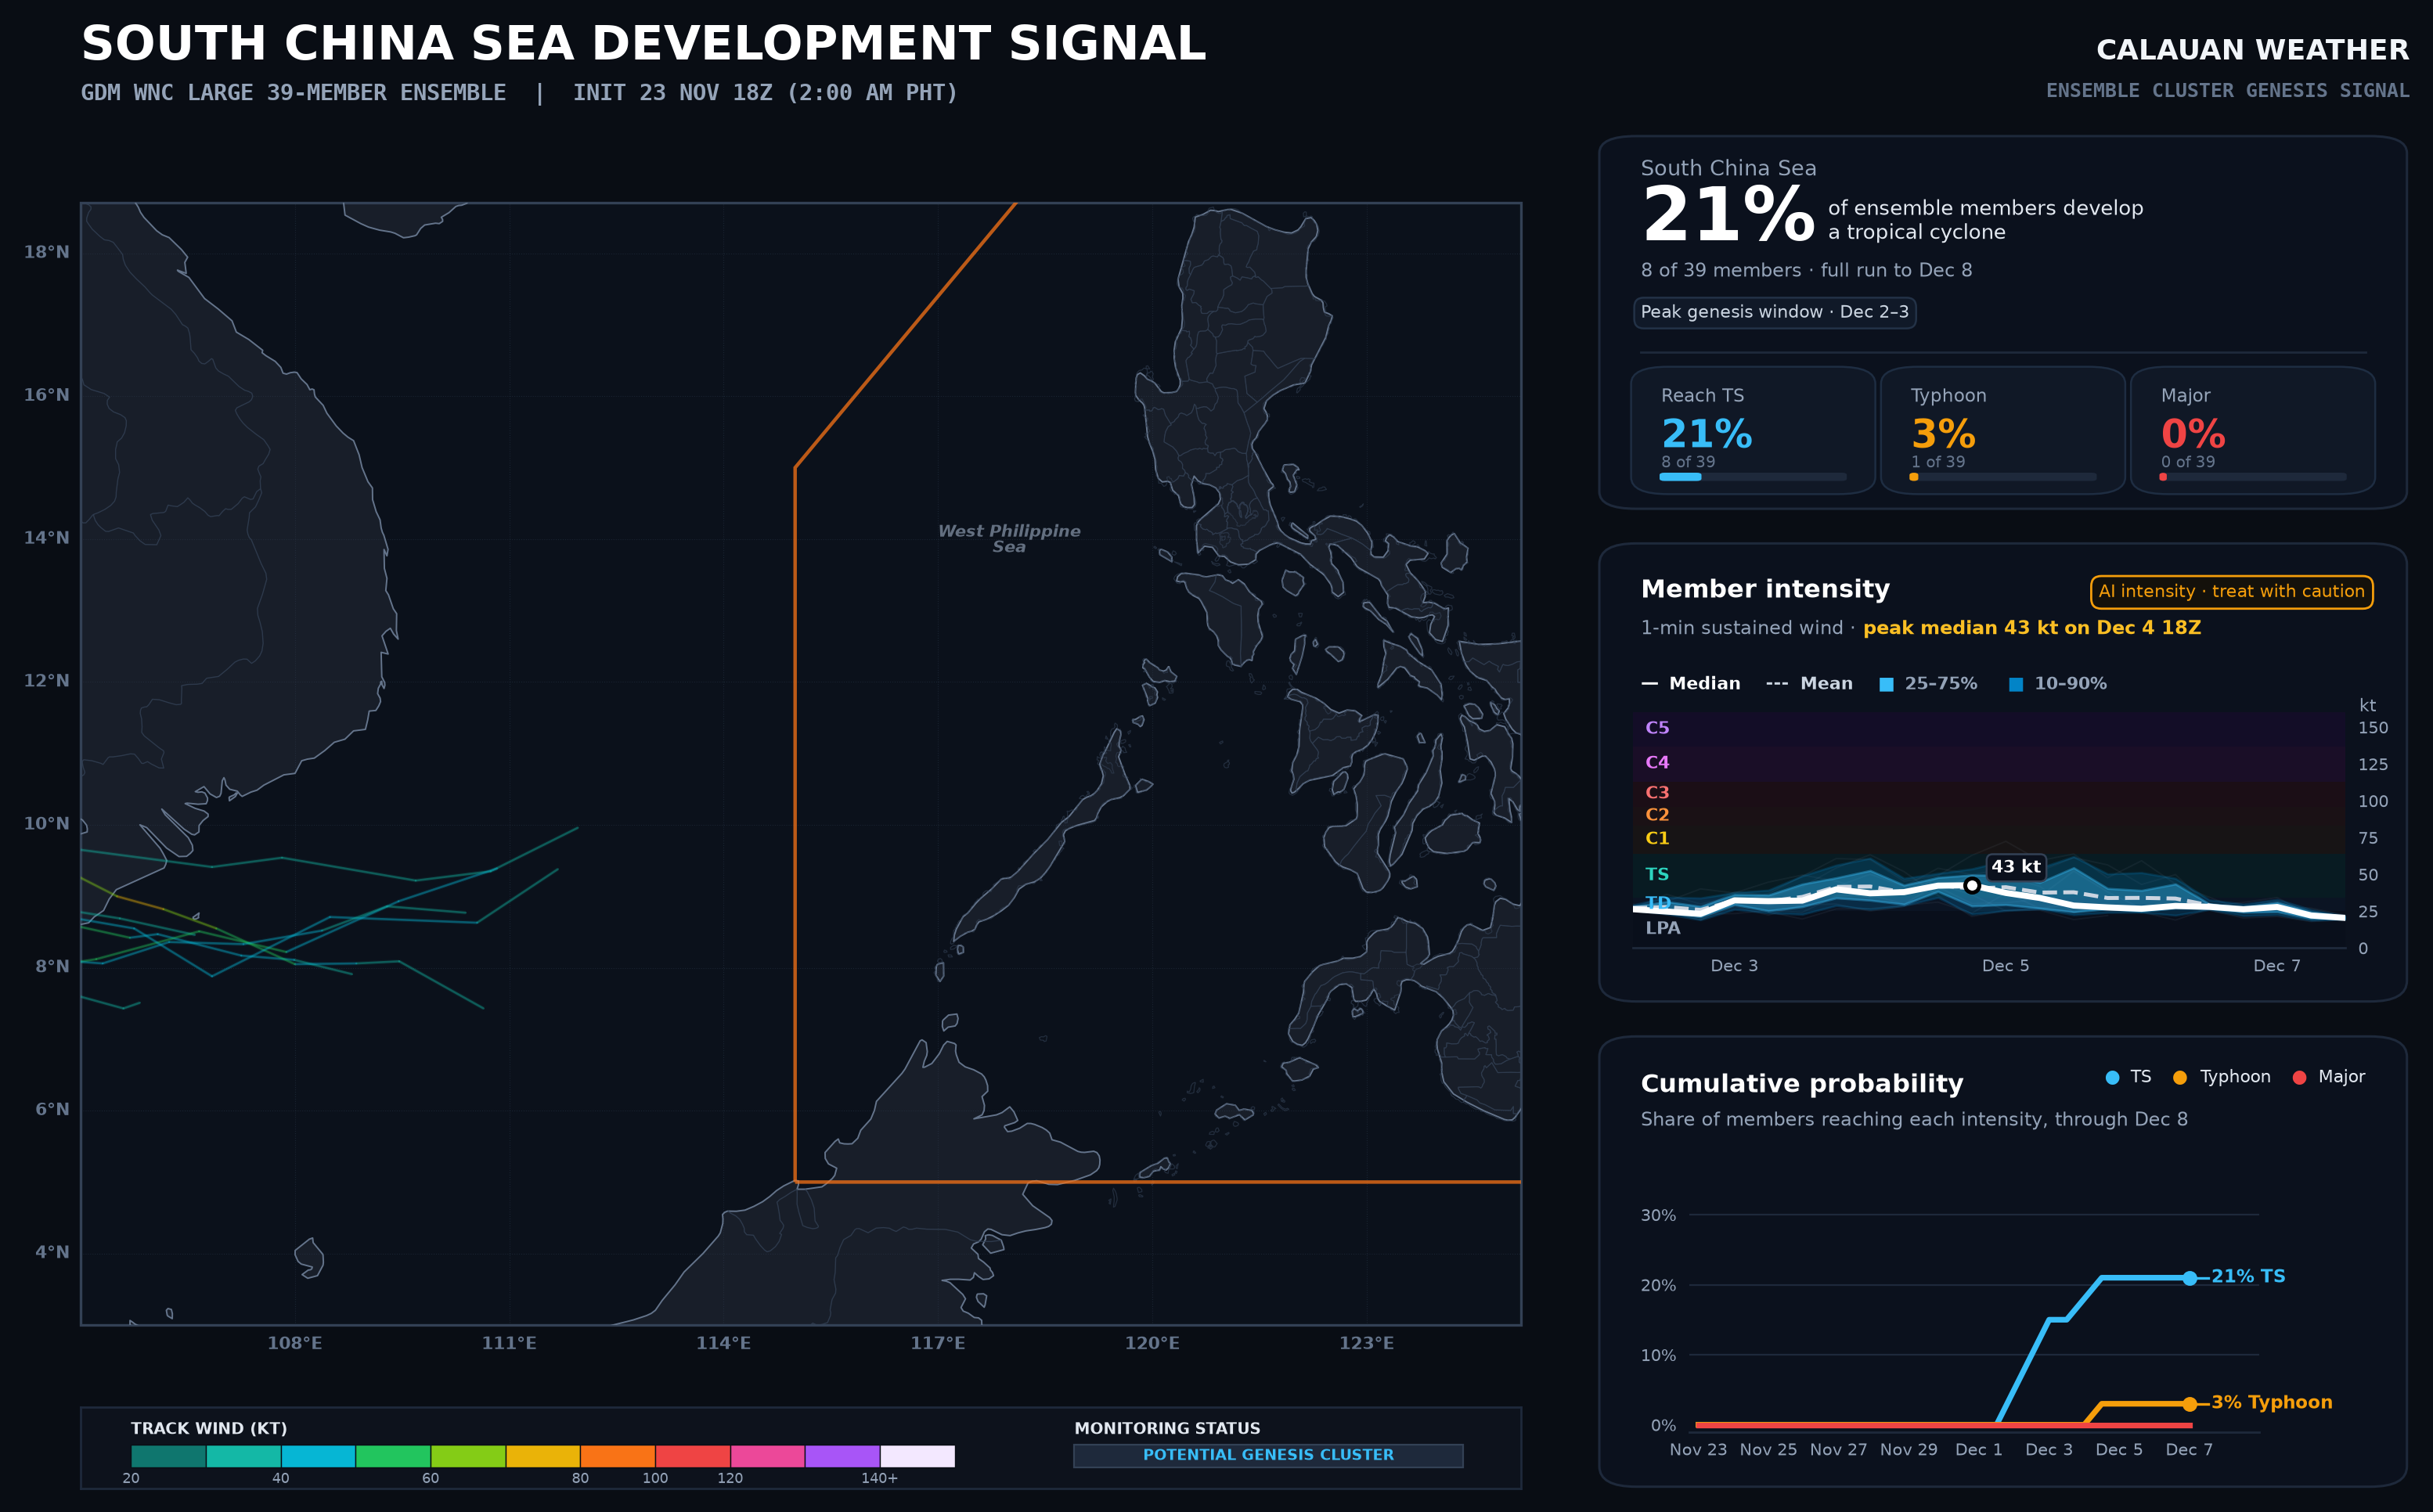 SOUTH CHINA SEA DEVELOPMENT SIGNAL
GDM WNC LARGE 39-MEMBER ENSEMBLE | INIT 23 NOV 18Z (2:00 AM PHT)
CALAUAN WEATHER
ENSEMBLE CLUSTER GENESIS SIGNAL
18°N
16°N
14°N
12°N
10°N
8°N
6°N
4°N
West Philippine
Sea
108°E
111°E
114°E
117°E
120°E
123°E
TRACK WIND (KT)
20
40
60
80
100
120
140+
MONITORING STATUS
POTENTIAL GENESIS CLUSTER
South China Sea
21%
of ensemble members develop
a tropical cyclone
8 of 39 members · full run to Dec 8
Peak genesis window · Dec 2–3
Reach TS
21%
8 of 39
Typhoon
3%
1 of 39
Major
0%
0 of 39
Member intensity
AI intensity · treat with caution
1-min sustained wind · peak median 43 kt on Dec 4 18Z
Median
Mean
25–75%
10–90%
kt
C5
C4
C3
C2
C1
TS
TD
LPA
43 kt
150
125
100
75
50
25
0
Dec 3
Dec 5
Dec 7
Cumulative probability
TS
Typhoon
Major
Share of members reaching each intensity, through Dec 8
30%
20%
10%
0%
21% TS
3% Typhoon
Nov 23
Nov 25
Nov 27
Nov 29
Dec 1
Dec 3
Dec 5
Dec 7